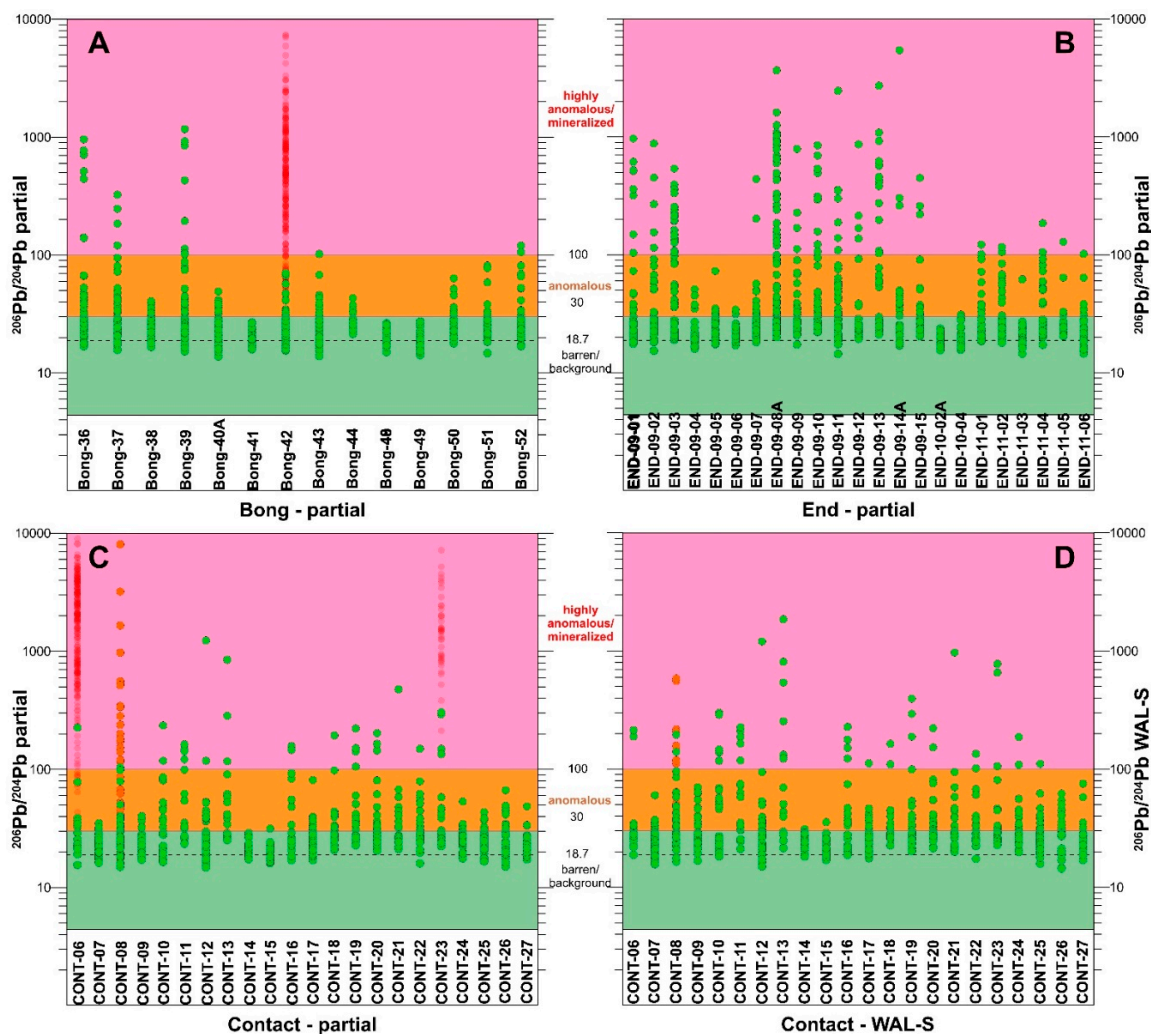 A
10000
1000
100
10
²⁰⁶Pb/²⁰⁴Pb partial
highly
anomalous/
mineralized
100
anomalous
30
18.7
barren/
background
Bong-36
Bong-37
Bong-38
Bong-39
Bong-40A
Bong-41
Bong-42
Bong-43
Bong-44
Bong-48
Bong-49
Bong-50
Bong-51
Bong-52
Bong - partial
B
10000
1000
100
10
²⁰⁶Pb/²⁰⁴Pb partial
END-09-01
END-09-02
END-09-03
END-09-04
END-09-05
END-09-06
END-09-07
END-09-08A
END-09-09
END-09-10
END-09-11
END-09-12
END-09-13
END-09-14A
END-09-15
END-10-02A
END-10-04
END-11-01
END-11-02
END-11-03
END-11-04
END-11-05
END-11-06
End - partial
C
10000
1000
100
10
²⁰⁶Pb/²⁰⁴Pb partial
highly
anomalous/
mineralized
100
anomalous
30
18.7
barren/
background
CONT-06
CONT-07
CONT-08
CONT-09
CONT-10
CONT-11
CONT-12
CONT-13
CONT-14
CONT-15
CONT-16
CONT-17
CONT-18
CONT-19
CONT-20
CONT-21
CONT-22
CONT-23
CONT-24
CONT-25
CONT-26
CONT-27
Contact - partial
D
10000
1000
100
10
²⁰⁶Pb/²⁰⁴Pb WAL-S
CONT-06
CONT-07
CONT-08
CONT-09
CONT-10
CONT-11
CONT-12
CONT-13
CONT-14
CONT-15
CONT-16
CONT-17
CONT-18
CONT-19
CONT-20
CONT-21
CONT-22
CONT-23
CONT-24
CONT-25
CONT-26
CONT-27
Contact - WAL-S